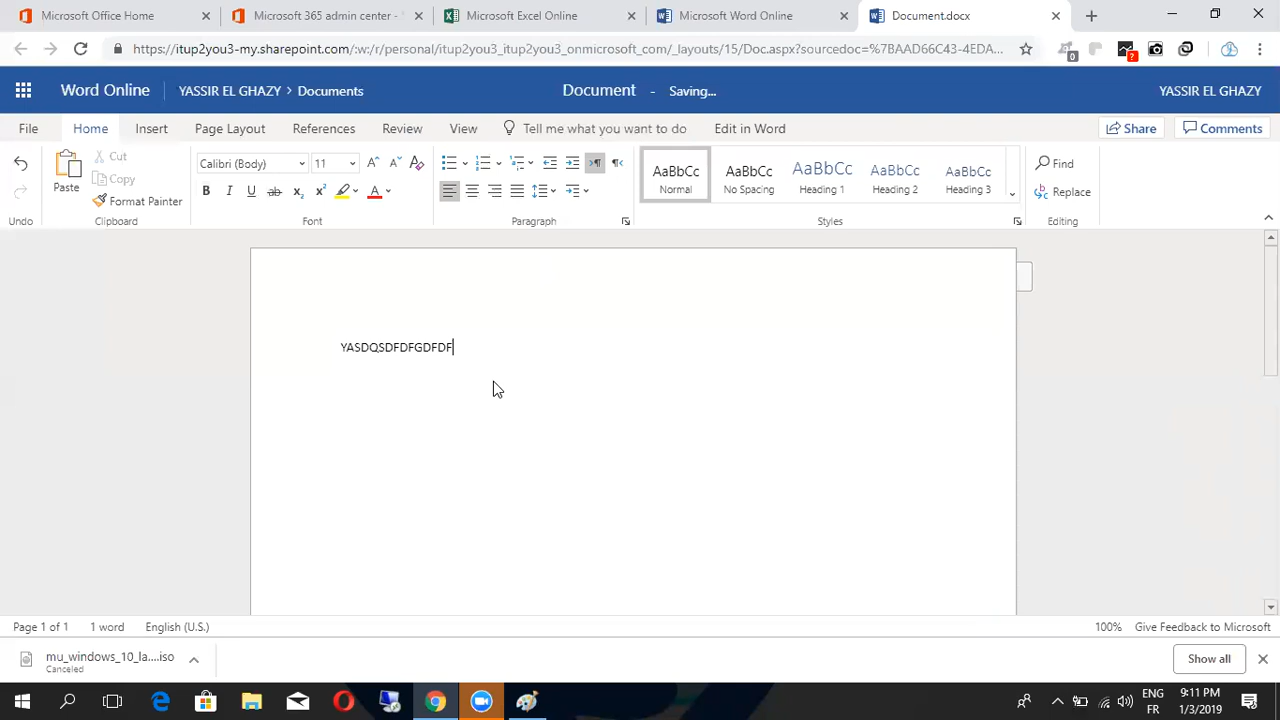 Microsoft Office Home
Microsoft 365 admin center -
Microsoft Excel Online
Microsoft Word Online
Document.docx
https://itup2you3-my.sharepoint.com/:w:/r/personal/itup2you3_itup2you3_onmicrosoft_com/_layouts/15/Doc.aspx?sourcedoc=%7BAAD66C43-4EDA...
0
?
Word Online YASSIR EL GHAZY > Documents Document - Saving... YASSIR EL GHAZY
File Home Insert Page Layout References Review View Tell me what you want to do Edit in Word Share Comments
Paste Cut Calibri (Body) 11 Find
Copy Replace
Format Painter B I U ab x₂ x² A
AaBbCc AaBbCc AaBbCc AaBbCc AaBbCc
Normal No Spacing Heading 1 Heading 2 Heading 3
Undo Clipboard Font Paragraph Styles Editing
YASDQSDFDFGDFDF
Page 1 of 1 1 word English (U.S.) 100% Give Feedback to Microsoft
mu_windows_10_la....iso
Canceled
Show all
ENG 9:11 PM
FR 1/3/2019